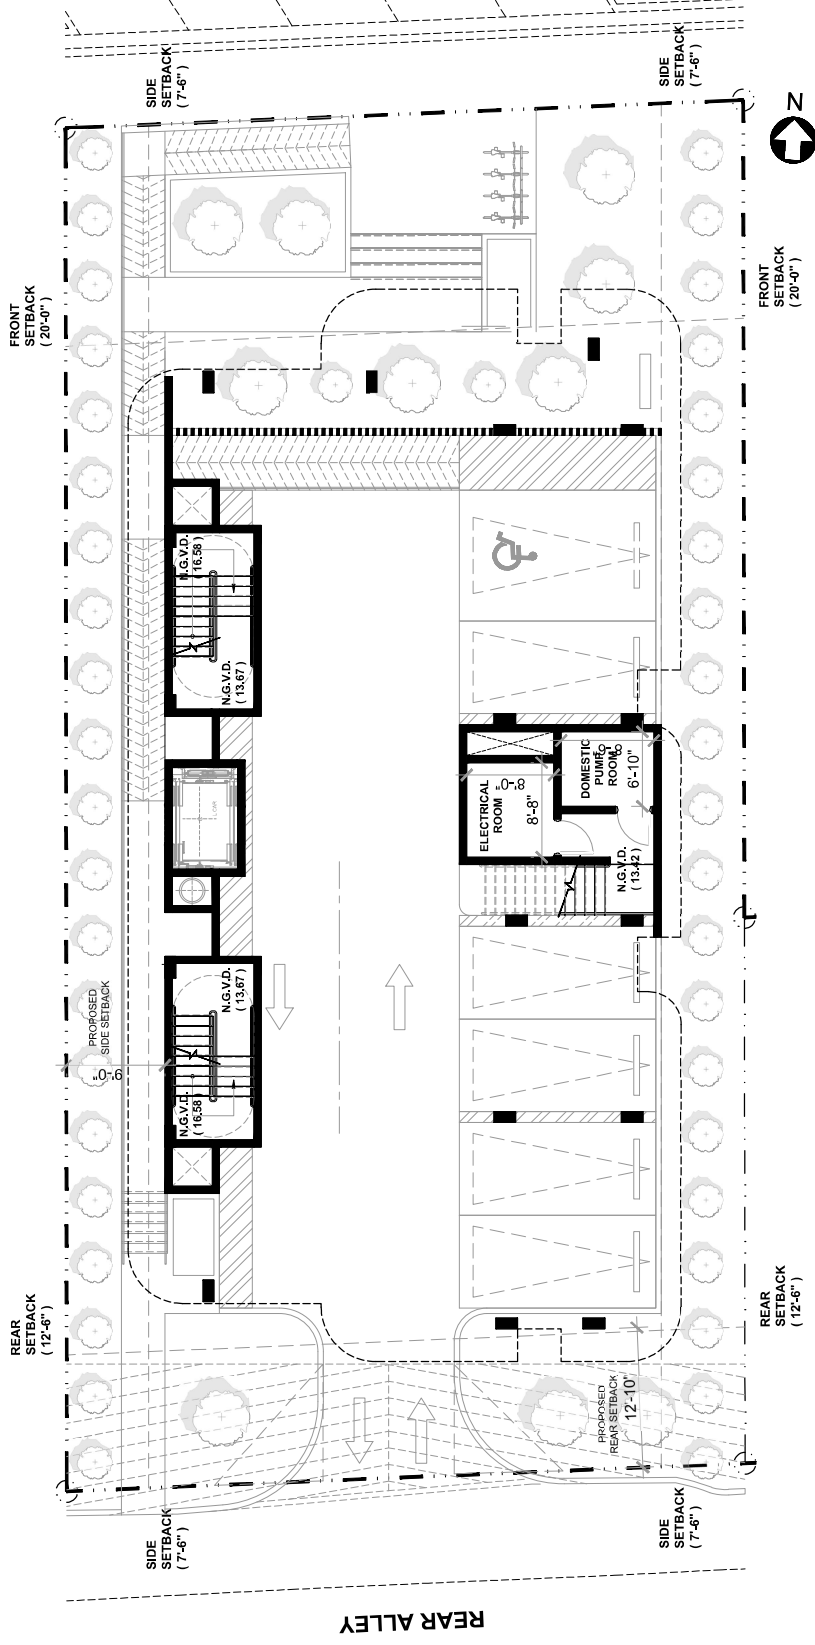 SIDE
SETBACK
( 7'-6" )
SIDE
SETBACK
( 7'-6" )
N
FRONT
SETBACK
( 20'-0" )
FRONT
SETBACK
( 20'-0" )
N.G.V.D.
( 16.58 )
N.G.V.D.
( 13.67 )
ELECTRICAL
ROOM
8'-0"
8'-8"
DOMESTIC
PUMP
ROOM
6'-10"
N.G.V.D.
( 13.42 )
PROPOSED
SIDE SETBACK
9'-0"
N.G.V.D.
( 13.67 )
N.G.V.D.
( 16.58 )
REAR
SETBACK
( 12'-6" )
REAR
SETBACK
( 12'-6" )
PROPOSED
REAR SETBACK
12'-10"
SIDE
SETBACK
( 7'-6" )
SIDE
SETBACK
( 7'-6" )
REAR ALLEY